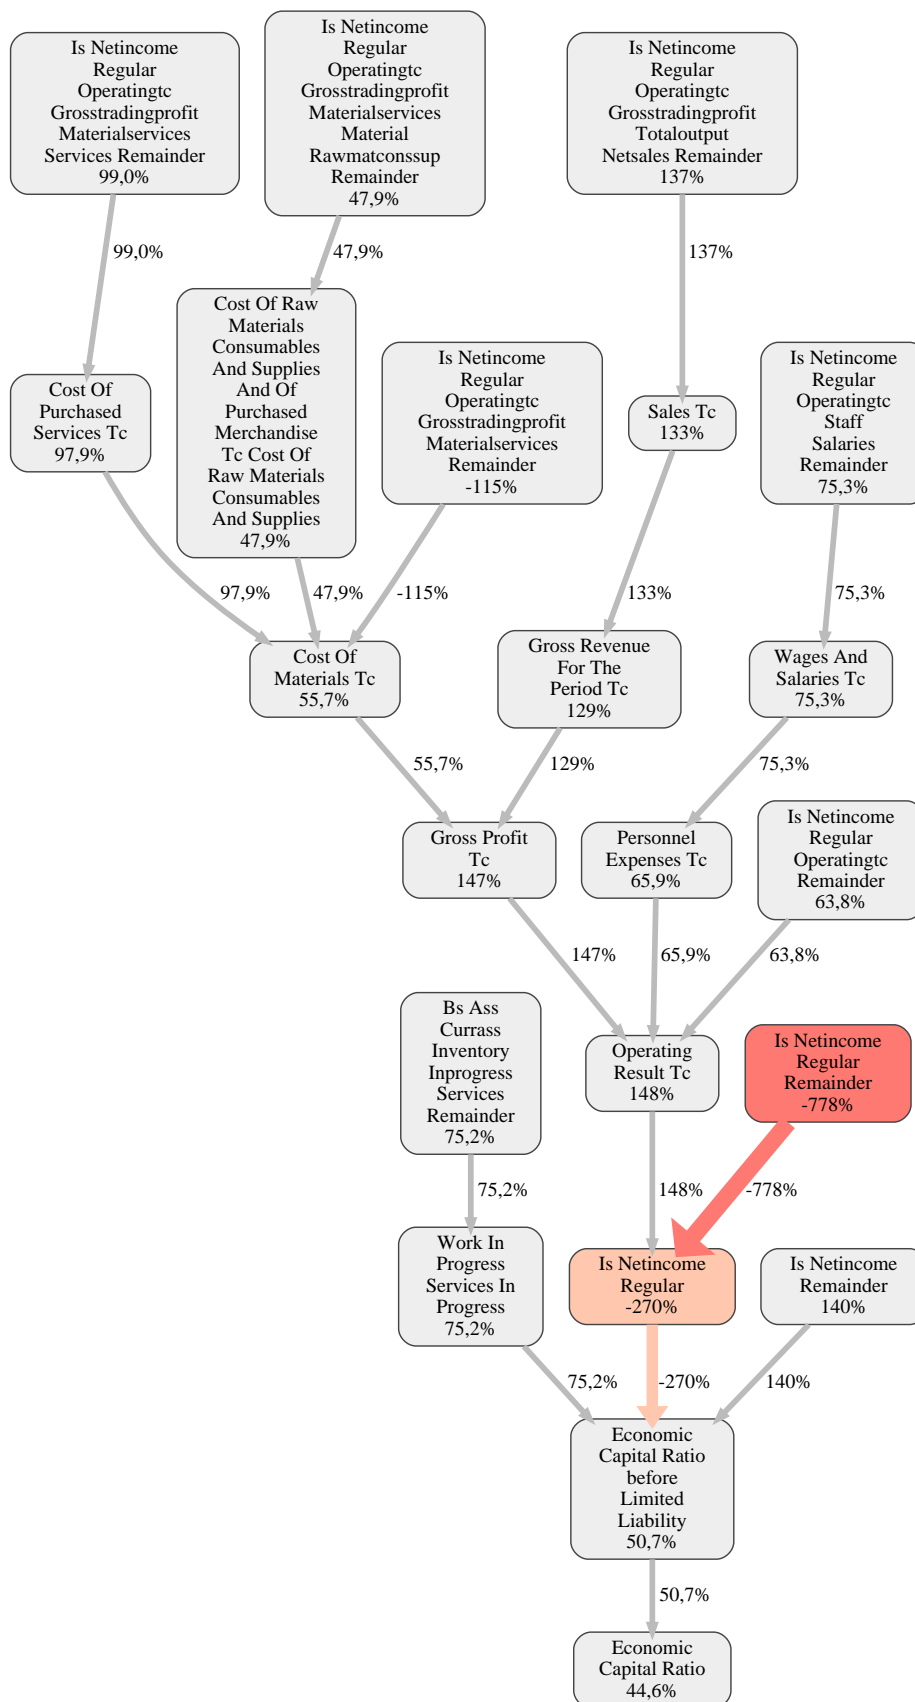 Is Netincome
Regular
Operatingtc
Grosstradingprofit
Materialservices
Services Remainder
99,0%
Is Netincome
Regular
Operatingtc
Grosstradingprofit
Materialservices
Material
Rawmatconssup
Remainder
47,9%
Is Netincome
Regular
Operatingtc
Grosstradingprofit
Totaloutput
Netsales Remainder
137%
99,0%
47,9%
137%
Cost Of
Purchased
Services Tc
97,9%
Cost Of Raw
Materials
Consumables
And Supplies
And Of
Purchased
Merchandise
Tc Cost Of
Raw Materials
Consumables
And Supplies
47,9%
Is Netincome
Regular
Operatingtc
Grosstradingprofit
Materialservices
Remainder
-115%
Sales Tc
133%
Is Netincome
Regular
Operatingtc
Staff
Salaries
Remainder
75,3%
97,9%
47,9%
-115%
133%
75,3%
Cost Of
Materials Tc
55,7%
Gross Revenue
For The
Period Tc
129%
Wages And
Salaries Tc
75,3%
55,7%
129%
75,3%
Gross Profit
Tc
147%
Personnel
Expenses Tc
65,9%
Is Netincome
Regular
Operatingtc
Remainder
63,8%
147%
65,9%
63,8%
Bs Ass
Currass
Inventory
Inprogress
Services
Remainder
75,2%
Operating
Result Tc
148%
Is Netincome
Regular
Remainder
-778%
75,2%
148%
-778%
Work In
Progress
Services In
Progress
75,2%
Is Netincome
Regular
-270%
Is Netincome
Remainder
140%
75,2%
-270%
140%
Economic
Capital Ratio
before
Limited
Liability
50,7%
50,7%
Economic
Capital Ratio
44,6%